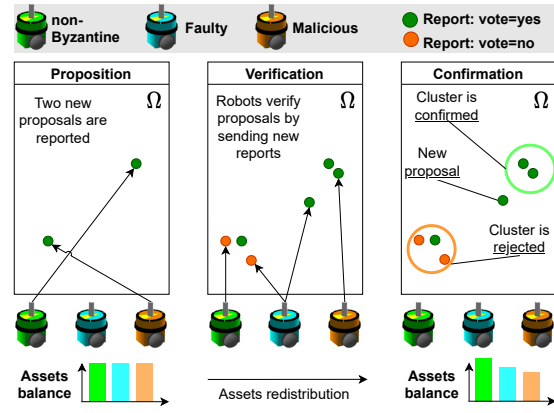 non-
Byzantine
Faulty
Malicious
Report: vote=yes
Report: vote=no
Proposition
Ω
Two new
proposals are
reported
Verification
Ω
Robots verify
proposals by
sending new
reports
Confirmation
Ω
Cluster is
confirmed
New
proposal
Cluster is
rejected
Assets
balance
Assets redistribution
Assets
balance